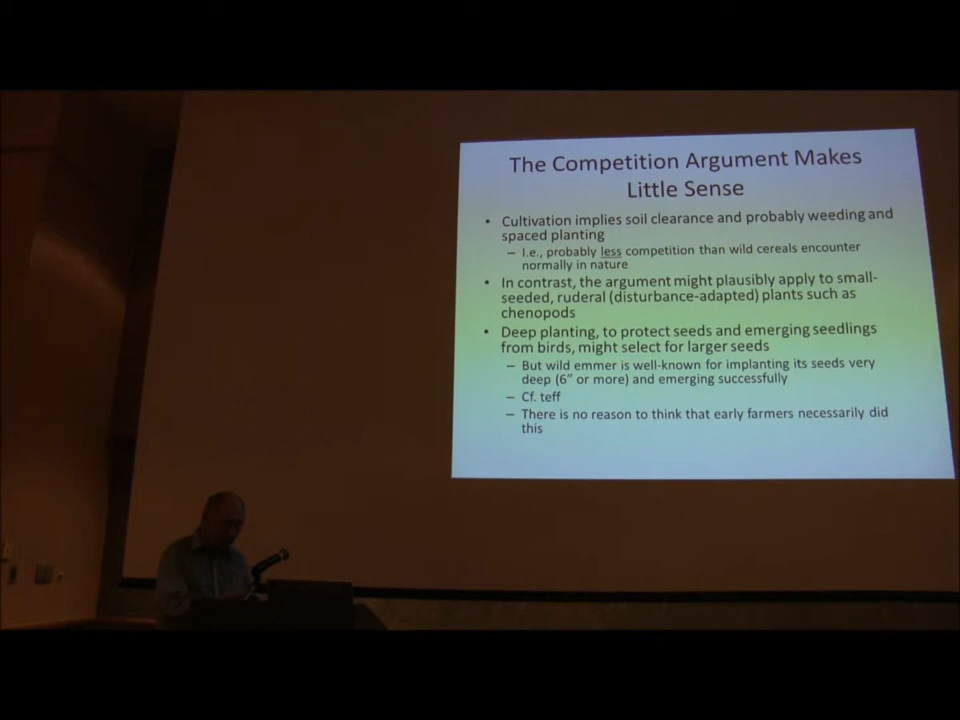 The Competition Argument Makes
Little Sense
• Cultivation implies soil clearance and probably weeding and
spaced planting
– I.e., probably less competition than wild cereals encounter
normally in nature
• In contrast, the argument might plausibly apply to small-
seeded, ruderal (disturbance-adapted) plants such as
chenopods
• Deep planting, to protect seeds and emerging seedlings
from birds, might select for larger seeds
– But wild emmer is well-known for implanting its seeds very
deep (6" or more) and emerging successfully
– Cf. teff
– There is no reason to think that early farmers necessarily did
this